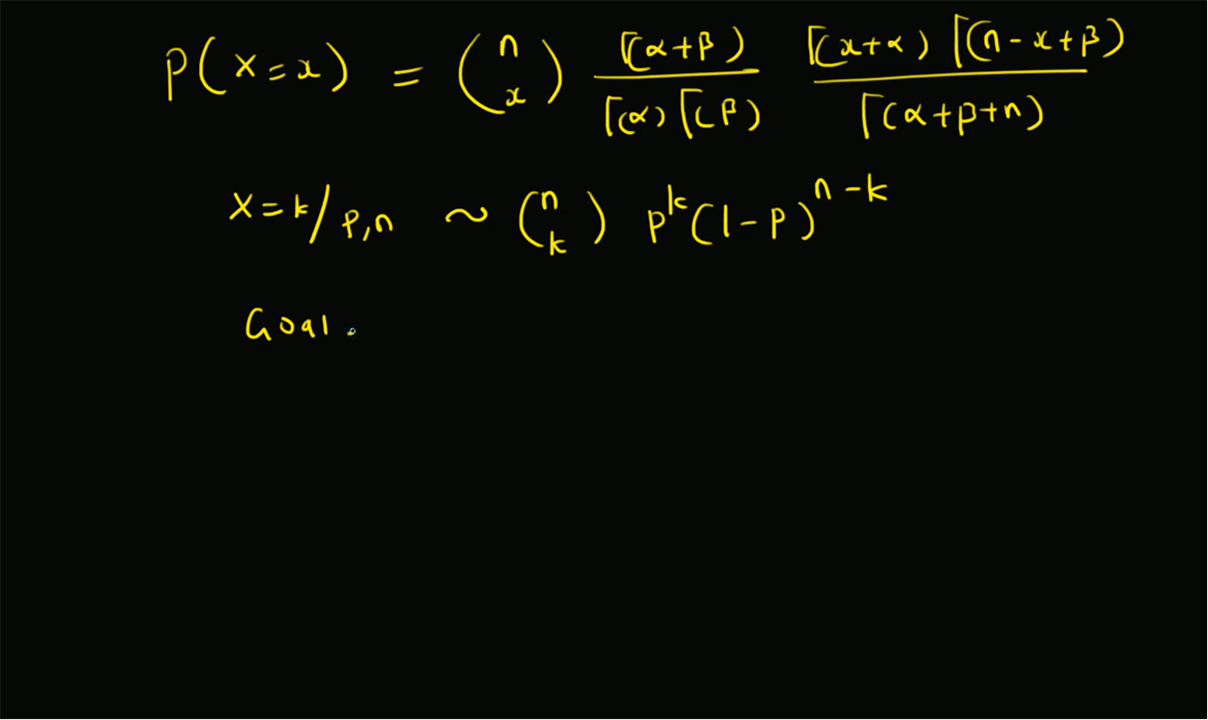 P(X=x) = (n x) Γ(α+β) / Γ(α)Γ(β) Γ(x+α) Γ(n-x+β) / Γ(α+β+n)
X=k/P,n ~ (n k) p^k (1-P)^n-k
Goal.